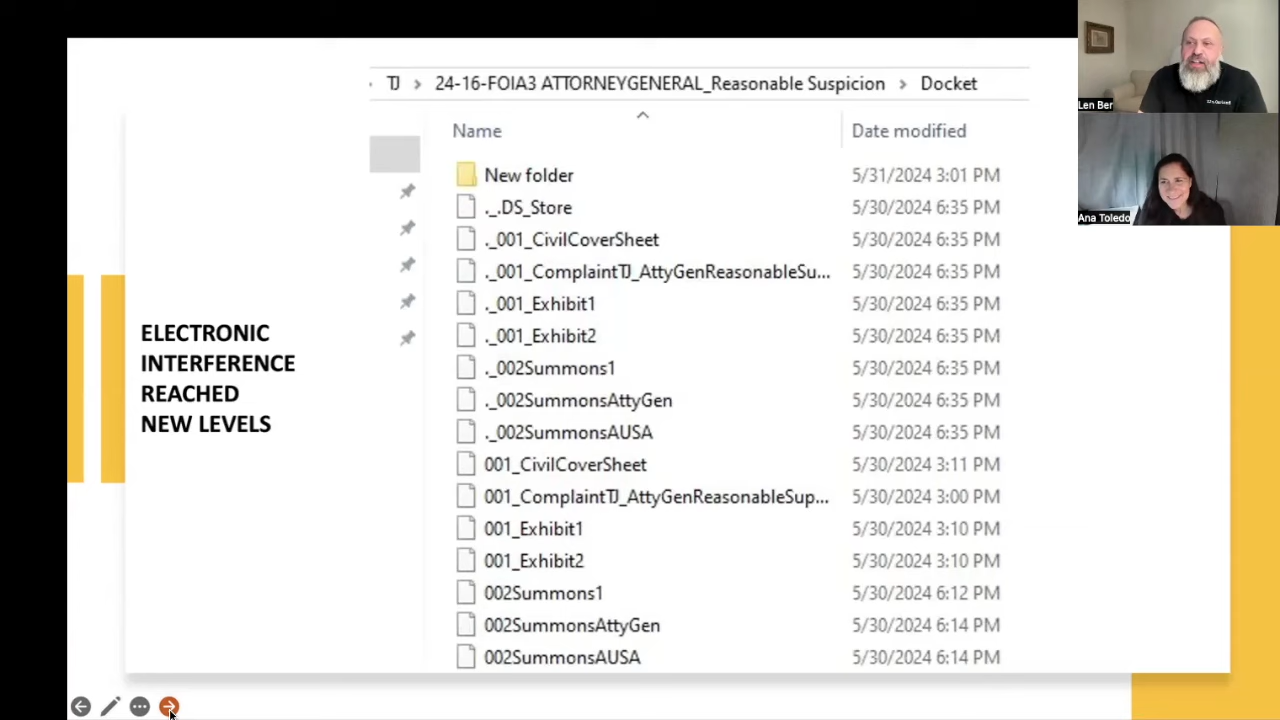 TJ > 24-16-FOIA3 ATTORNEYGENERAL_Reasonable Suspicion > Docket
Name Date modified
New folder 5/31/2024 3:01 PM
._.DS_Store 5/30/2024 6:35 PM
._001_CivilCoverSheet 5/30/2024 6:35 PM
._001_ComplaintTJ_AttyGenReasonableSu... 5/30/2024 6:35 PM
._001_Exhibit1 5/30/2024 6:35 PM
._001_Exhibit2 5/30/2024 6:35 PM
._002Summons1 5/30/2024 6:35 PM
._002SummonsAttyGen 5/30/2024 6:35 PM
._002SummonsAUSA 5/30/2024 6:35 PM
001_CivilCoverSheet 5/30/2024 3:11 PM
001_ComplaintTJ_AttyGenReasonableSup... 5/30/2024 3:00 PM
001_Exhibit1 5/30/2024 3:10 PM
001_Exhibit2 5/30/2024 3:10 PM
002Summons1 5/30/2024 6:12 PM
002SummonsAttyGen 5/30/2024 6:14 PM
002SummonsAUSA 5/30/2024 6:14 PM
ELECTRONIC
INTERFERENCE
REACHED
NEW LEVELS
Len Ber
Ana Toledo